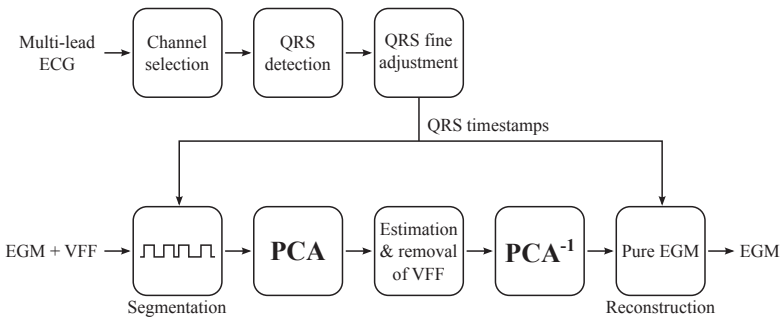 Multi-lead
ECG
Channel
selection
QRS
detection
QRS fine
adjustment
QRS timestamps
EGM + VFF
Segmentation
PCA
Estimation
& removal
of VFF
PCA-1
Pure EGM
Reconstruction
EGM